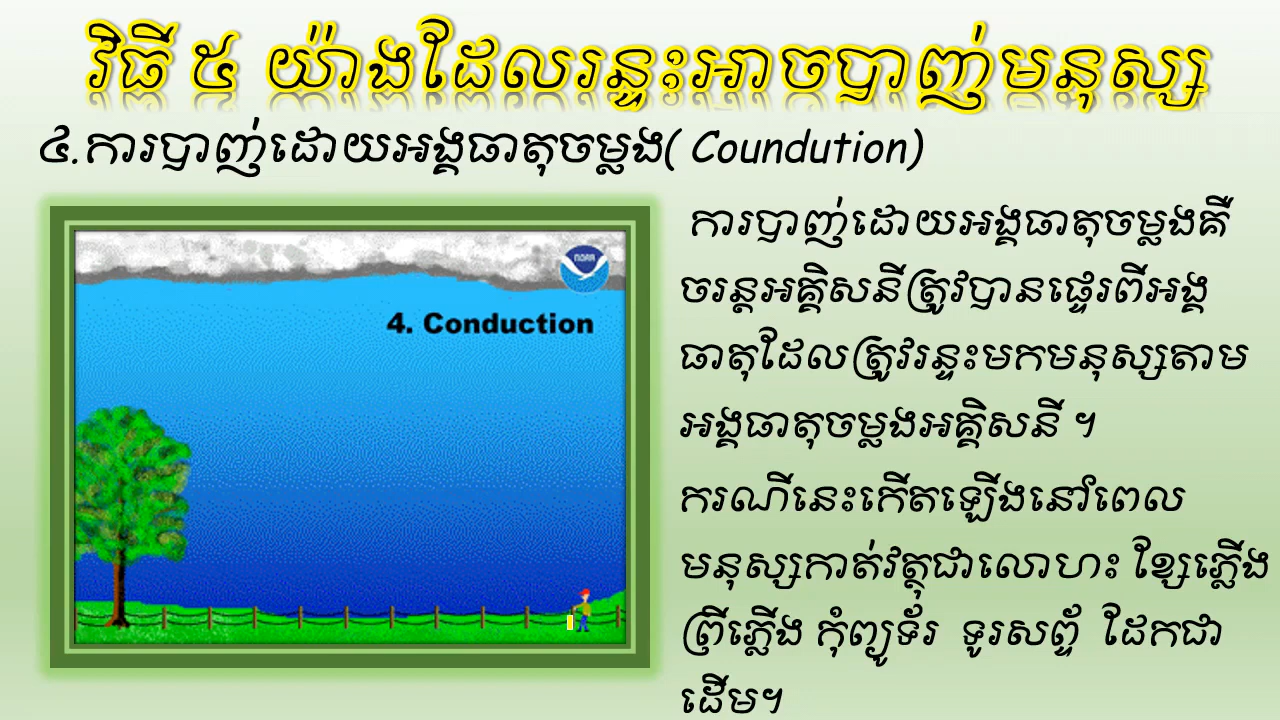 វិធី ៥ យ៉ាងដែលរន្ទះអាចបាញ់មនុស្ស
៤.ការបាញ់ដោយអង្គធាតុចម្លង( Coundution)
ការបាញ់ដោយអង្គធាតុចម្លងគឺ
ចរន្តអគ្គិសនីត្រូវបានផ្ទេរពីអង្គ
ធាតុដែលត្រូវរន្ទះមកមនុស្សតាម
អង្គធាតុចម្លងអគ្គិសនី ។
ករណីនេះកើតឡើងនៅពេល
មនុស្សកាត់វត្ថុជាលោហះ ខ្សែភ្លើង
ព្រីភ្លើង កុំព្យូទ័រ ទូរសព្ទ័ ដែកជា
ដើម។
NOAA
4. Conduction